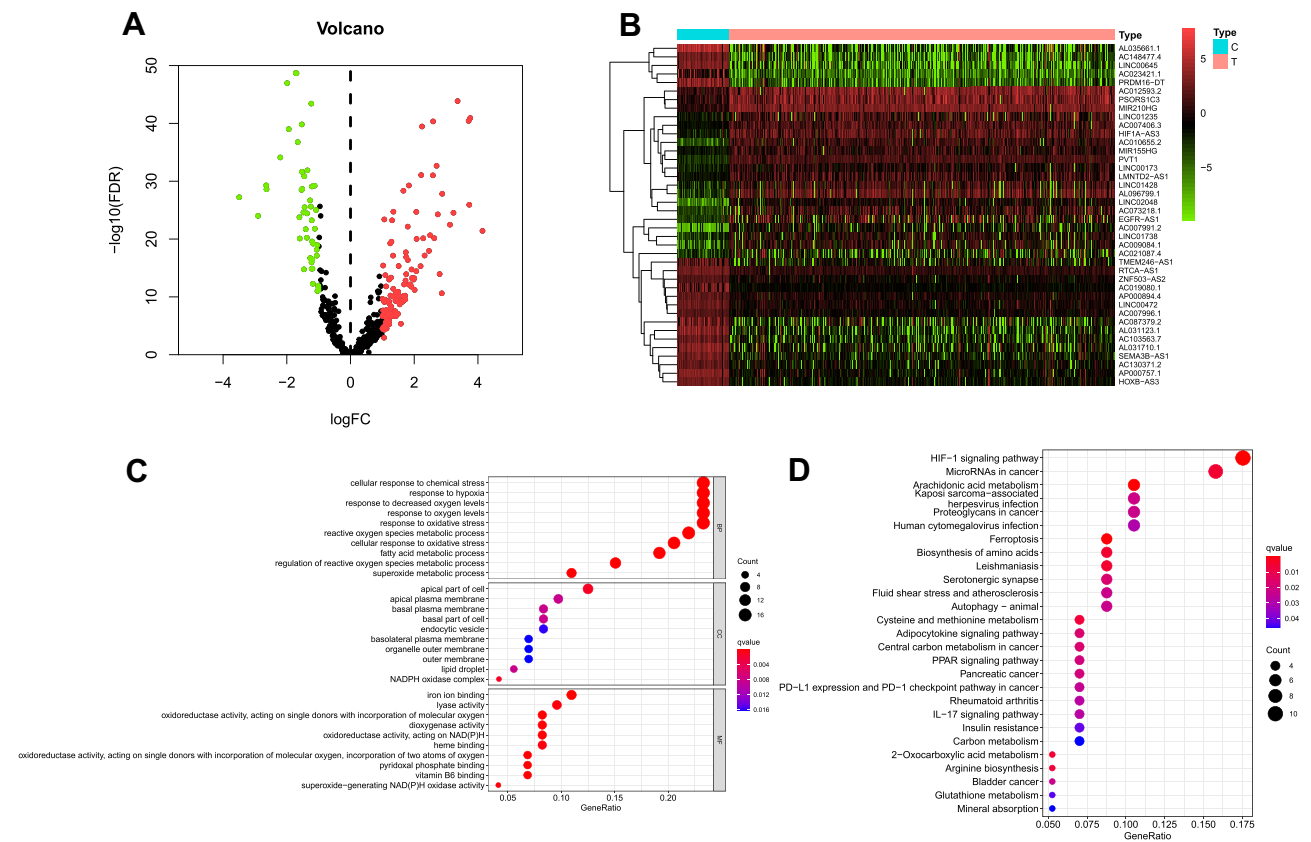 A
Volcano
50
40
30
20
10
0
−log10(FDR)
−4
−2
0
2
4
logFC
B
Type
AL035661.1
AC148477.4
LINC00645
AC023421.1
PRDM16−DT
AC012593.2
PSORS1C3
MIR210HG
LINC01235
AC007406.3
HIF1A−AS3
AC010655.2
MIR155HG
PVT1
LINC00173
LMNTD2−AS1
LINC01428
AL096799.1
LINC02048
AC073218.1
EGFR−AS1
AC007991.2
LINC01738
AC009084.1
AC021087.4
TMEM246−AS1
RTCA−AS1
ZNF503−AS2
AC019080.1
AP000894.4
LINC00472
AC007996.1
AC087379.2
AL031123.1
AC103563.7
AL031710.1
SEMA3B−AS1
AC130371.2
AP000757.1
HOXB−AS3
5
0
−5
Type
C
T
C
cellular response to chemical stress
response to hypoxia
response to decreased oxygen levels
response to oxygen levels
response to oxidative stress
reactive oxygen species metabolic process
cellular response to oxidative stress
fatty acid metabolic process
regulation of reactive oxygen species metabolic process
superoxide metabolic process
BP
apical part of cell
apical plasma membrane
basal plasma membrane
basal part of cell
endocytic vesicle
basolateral plasma membrane
organelle outer membrane
outer membrane
lipid droplet
NADPH oxidase complex
CC
iron ion binding
lyase activity
oxidoreductase activity, acting on single donors with incorporation of molecular oxygen
dioxygenase activity
oxidoreductase activity, acting on NAD(P)H
heme binding
oxidoreductase activity, acting on single donors with incorporation of molecular oxygen, incorporation of two atoms of oxygen
pyridoxal phosphate binding
vitamin B6 binding
superoxide−generating NAD(P)H oxidase activity
MF
0.05
0.10
0.15
0.20
GeneRatio
Count
4
8
12
16
qvalue
0.004
0.008
0.012
0.016
D
HIF−1 signaling pathway
MicroRNAs in cancer
Arachidonic acid metabolism
Kaposi sarcoma−associated
herpesvirus infection
Proteoglycans in cancer
Human cytomegalovirus infection
Ferroptosis
Biosynthesis of amino acids
Leishmaniasis
Serotonergic synapse
Fluid shear stress and atherosclerosis
Autophagy − animal
Cysteine and methionine metabolism
Adipocytokine signaling pathway
Central carbon metabolism in cancer
PPAR signaling pathway
Pancreatic cancer
PD−L1 expression and PD−1 checkpoint pathway in cancer
Rheumatoid arthritis
IL−17 signaling pathway
Insulin resistance
Carbon metabolism
2−Oxocarboxylic acid metabolism
Arginine biosynthesis
Bladder cancer
Glutathione metabolism
Mineral absorption
0.050
0.075
0.100
0.125
0.150
0.175
GeneRatio
qvalue
0.01
0.02
0.03
0.04
Count
4
6
8
10